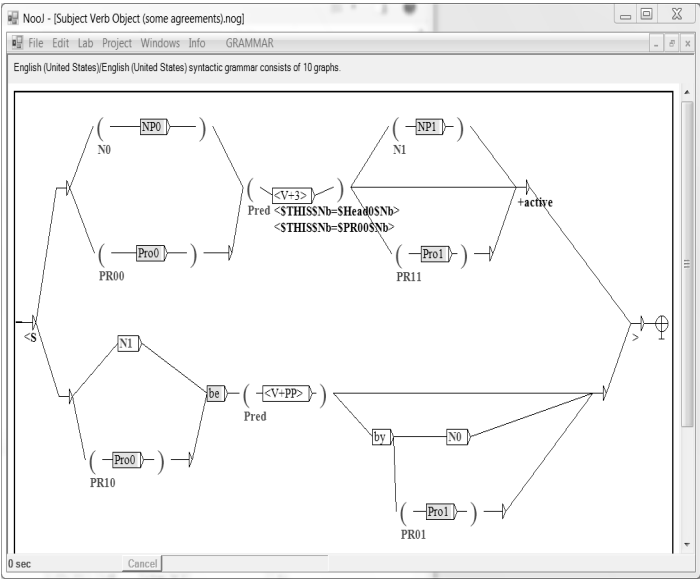 NooJ - [Subject Verb Object (some agreements).nog]
File Edit Lab Project Windows Info GRAMMAR
English (United States)/English (United States) syntactic grammar consists of 10 graphs.
( NP0 )
N0
( NP1 )
N1
( <V+3> )
Pred <$THIS$Nb=$Head0$Nb>
<$THIS$Nb=$PR00$Nb>
+active
( Pro0 )
PR00
( Pro1 )
PR11
<S
>
N1
be ( <V+PP> )
Pred
by N0
( Pro0 )
PR10
( Pro1 )
PR01
0 sec Cancel